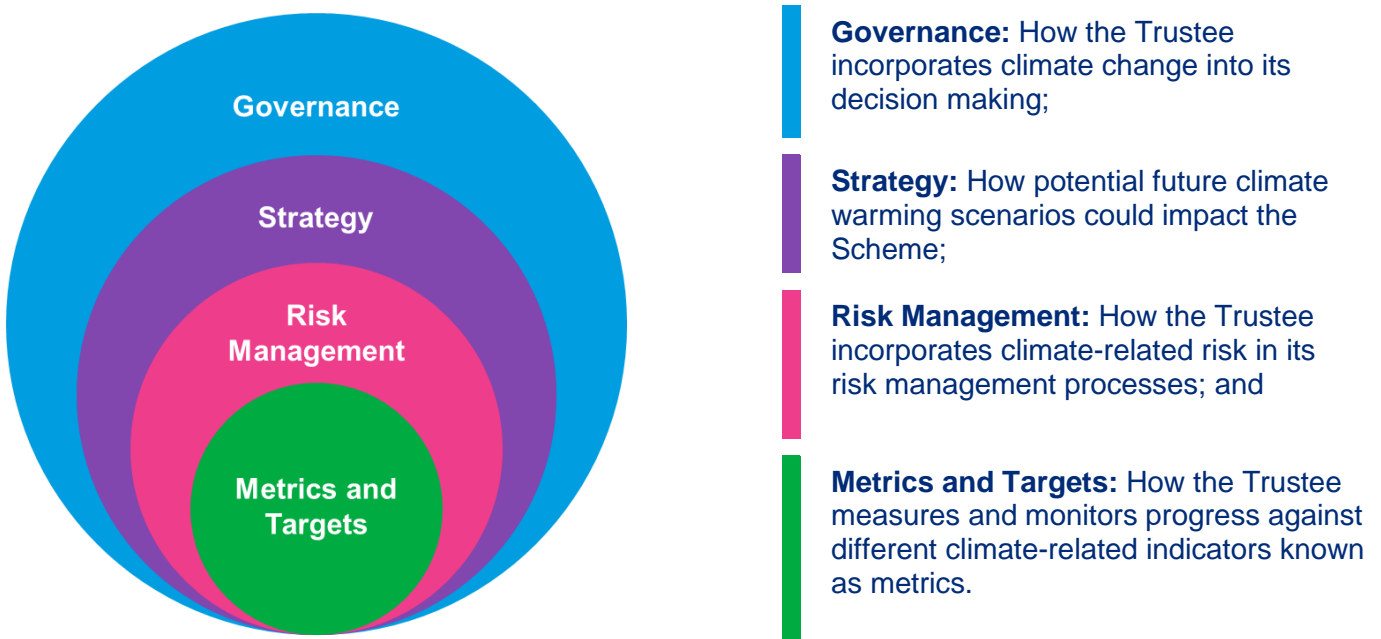 Governance
Strategy
Risk
Management
Metrics and
Targets
Governance: How the Trustee
incorporates climate change into its
decision making;
Strategy: How potential future climate
warming scenarios could impact the
Scheme;
Risk Management: How the Trustee
incorporates climate-related risk in its
risk management processes; and
Metrics and Targets: How the Trustee
measures and monitors progress against
different climate-related indicators known
as metrics.